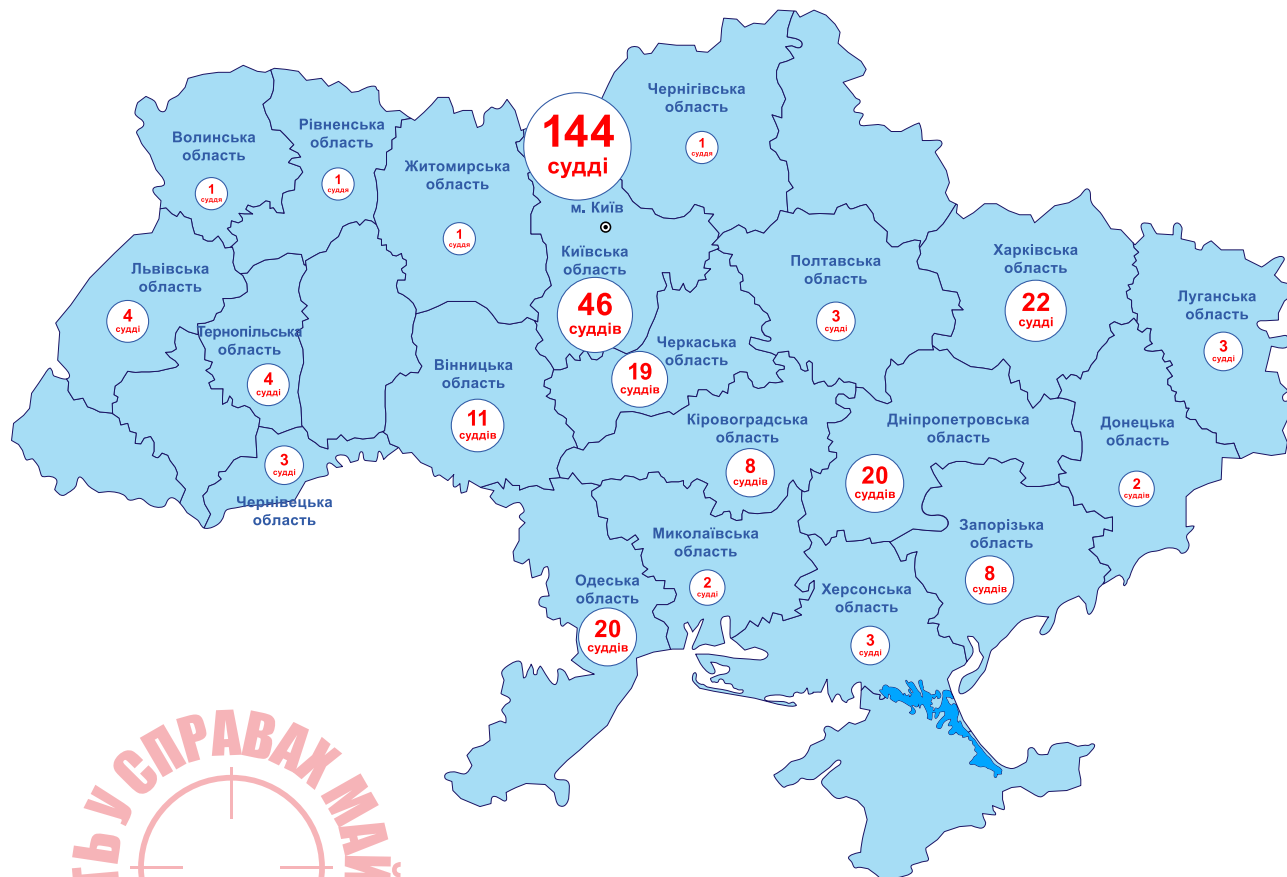 Чернігівська
область
1
суддя
144
судді
Волинська
область
1
суддя
Рівненська
область
1
суддя
Житомирська
область
1
суддя
м. Київ
Київська
область
46
суддів
Львівська
область
4
судді
Тернопільська
область
4
судді
Вінницька
область
11
суддів
Черкаська
область
19
суддів
Полтавська
область
3
судді
Харківська
область
22
судді
Луганська
область
3
судді
Чернівецька
область
3
судді
Кіровоградська
область
8
суддів
Дніпропетровська
область
20
суддів
Донецька
область
2
суддів
Запорізька
область
8
суддів
Миколаївська
область
2
судді
Одеська
область
20
суддів
Херсонська
область
3
судді
У СПРАВАХ